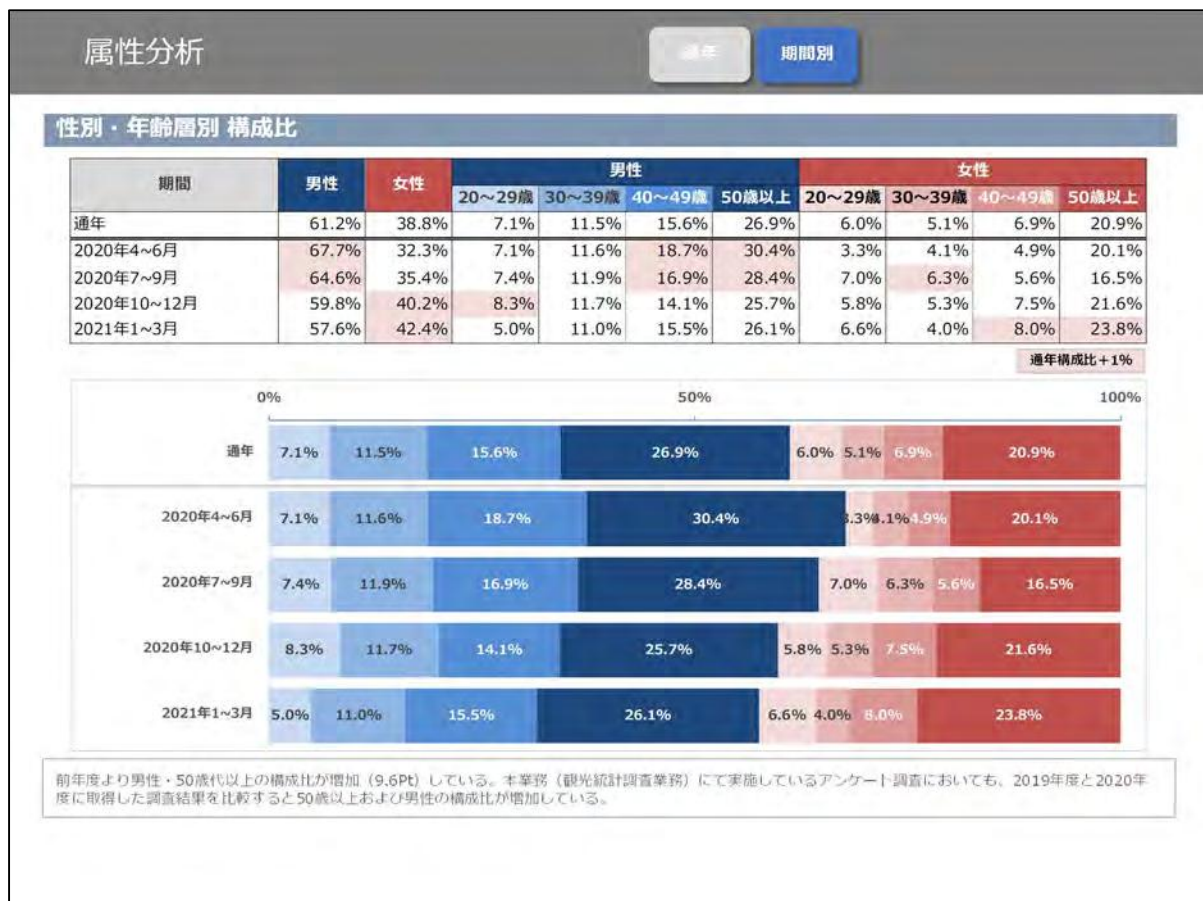 属性分析
通年 期間別
性別・年齢層別 構成比
期間 男性 女性 男性 女性
20～29歳 30～39歳 40～49歳 50歳以上 20～29歳 30～39歳 40～49歳 50歳以上
通年 61.2% 38.8% 7.1% 11.5% 15.6% 26.9% 6.0% 5.1% 6.9% 20.9%
2020年4~6月 67.7% 32.3% 7.1% 11.6% 18.7% 30.4% 3.3% 4.1% 4.9% 20.1%
2020年7~9月 64.6% 35.4% 7.4% 11.9% 16.9% 28.4% 7.0% 6.3% 5.6% 16.5%
2020年10~12月 59.8% 40.2% 8.3% 11.7% 14.1% 25.7% 5.8% 5.3% 7.5% 21.6%
2021年1~3月 57.6% 42.4% 5.0% 11.0% 15.5% 26.1% 6.6% 4.0% 8.0% 23.8%
通年構成比＋1%
0% 50% 100%
通年 7.1% 11.5% 15.6% 26.9% 6.0% 5.1% 6.9% 20.9%
2020年4~6月 7.1% 11.6% 18.7% 30.4% 3.3% 4.1% 4.9% 20.1%
2020年7~9月 7.4% 11.9% 16.9% 28.4% 7.0% 6.3% 5.6% 16.5%
2020年10~12月 8.3% 11.7% 14.1% 25.7% 5.8% 5.3% 7.5% 21.6%
2021年1~3月 5.0% 11.0% 15.5% 26.1% 6.6% 4.0% 8.0% 23.8%
前年度より男性・50歳代以上の構成比が増加（9.6Pt）している。本業務（観光統計調査業務）にて実施しているアンケート調査においても、2019年度と2020年
度に取得した調査結果を比較すると50歳以上および男性の構成比が増加している。